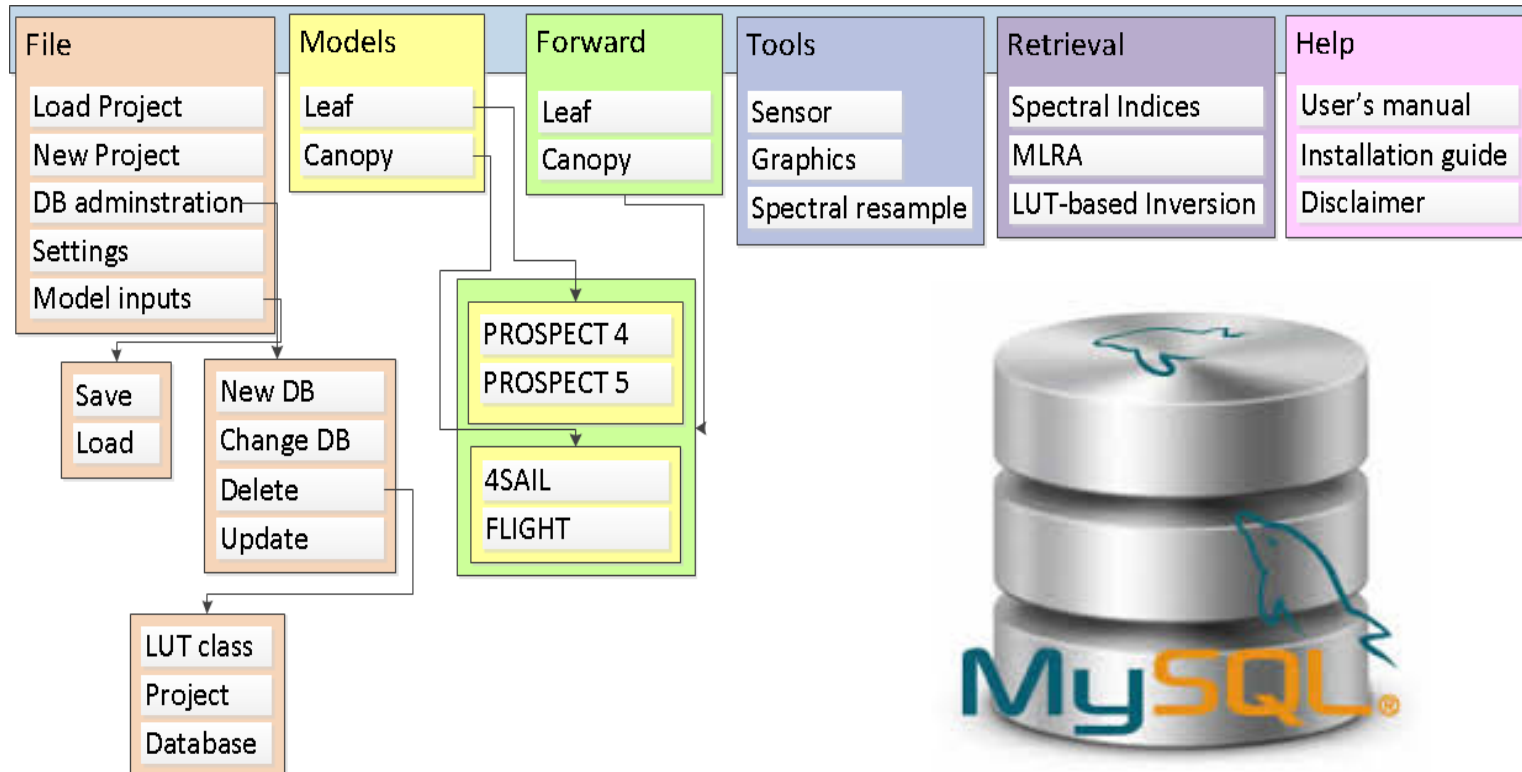 File
Load Project
New Project
DB adminstration
Settings
Model inputs
Save
Load
New DB
Change DB
Delete
Update
LUT class
Project
Database
Models
Leaf
Canopy
Forward
Leaf
Canopy
PROSPECT 4
PROSPECT 5
4SAIL
FLIGHT
Tools
Sensor
Graphics
Spectral resample
Retrieval
Spectral Indices
MLRA
LUT-based Inversion
Help
User's manual
Installation guide
Disclaimer
MySQL®